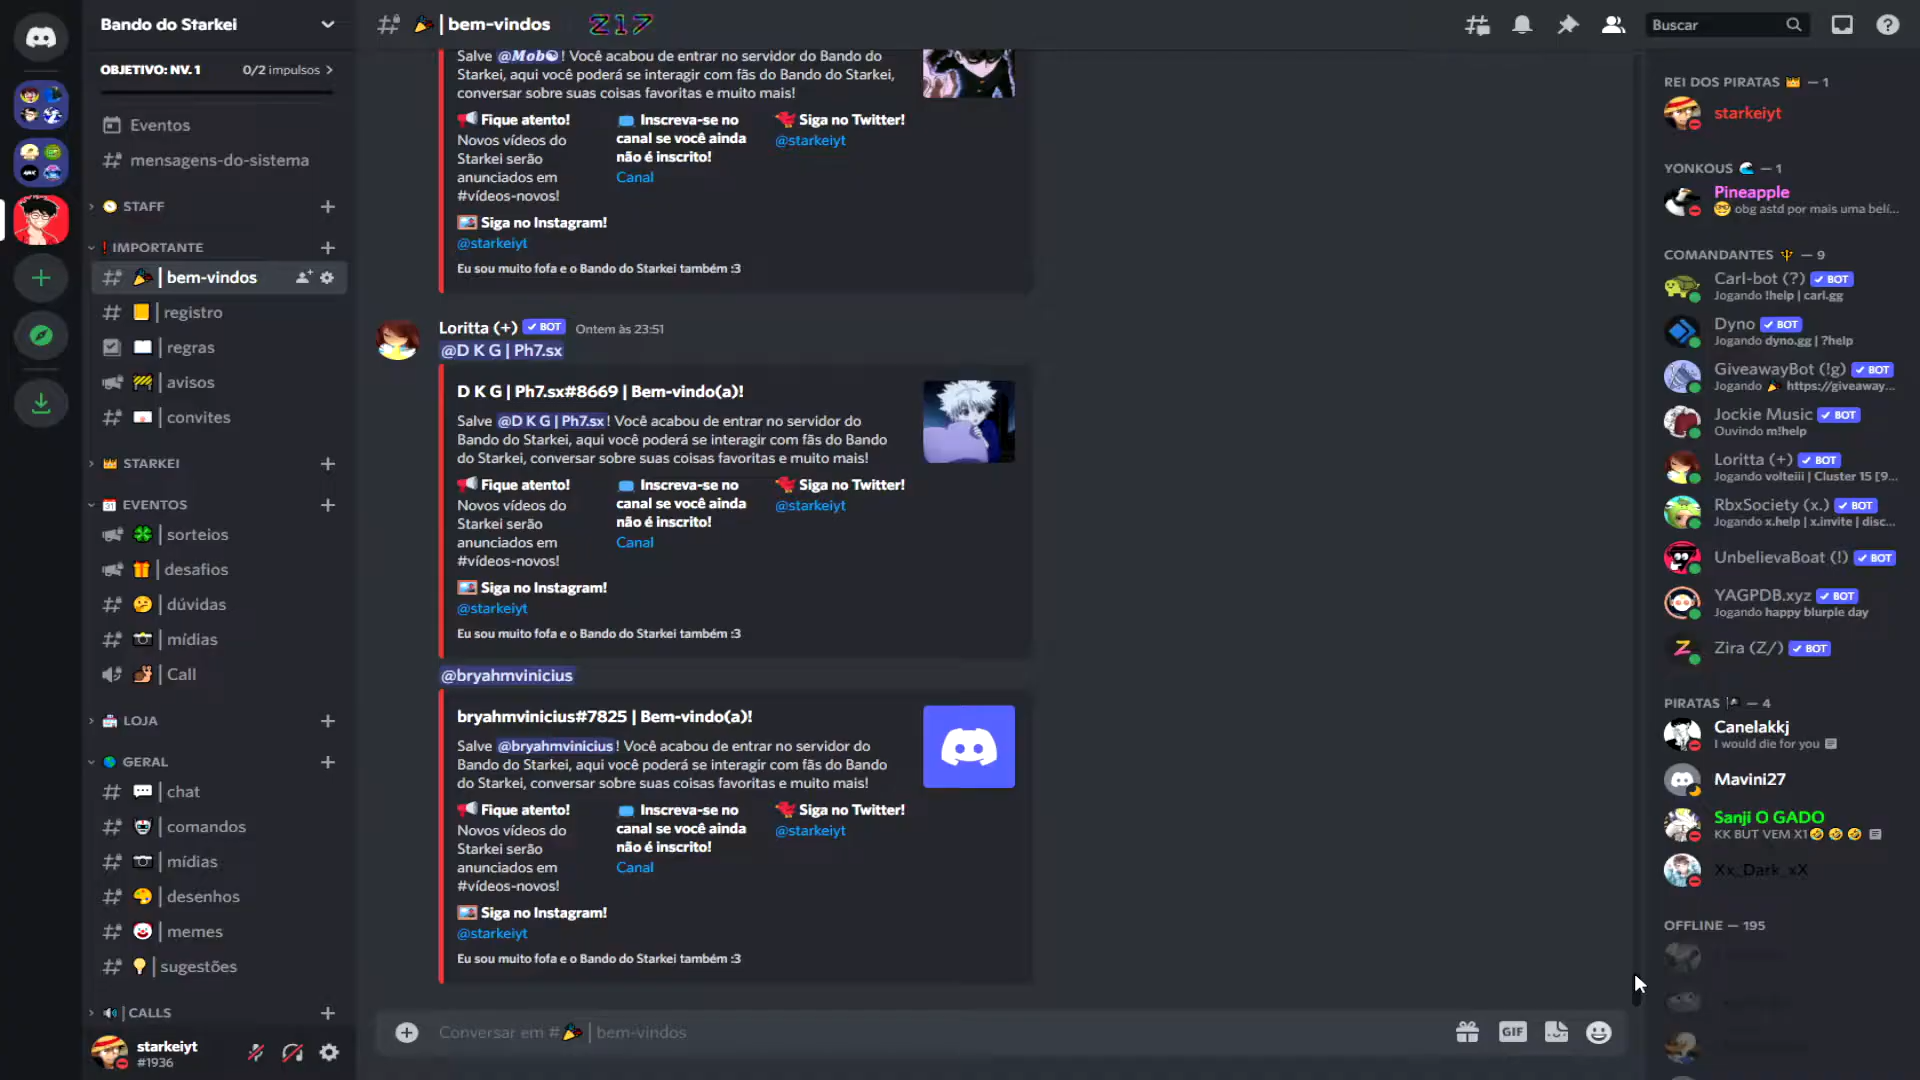 Bando do Starkei
OBJETIVO: NV. 1
0/2 impulsos
Eventos
mensagens-do-sistema
STAFF
IMPORTANTE
| bem-vindos
| registro
| regras
| avisos
| convites
STARKEI
EVENTOS
| sorteios
| desafios
| dúvidas
| mídias
| Call
LOJA
GERAL
| chat
| comandos
| mídias
| desenhos
| memes
| sugestões
| CALLS
starkeiyt
#1936
| bem-vindos
217
Buscar
Salve @Mob! Você acabou de entrar no servidor do Bando do
Starkei, aqui você poderá se interagir com fãs do Bando do Starkei,
conversar sobre suas coisas favoritas e muito mais!
Fique atento!
Novos vídeos do
Starkei serão
anunciados em
#vídeos-novos!
Inscreva-se no
canal se você ainda
não é inscrito!
Canal
Siga no Twitter!
@starkeiyt
Siga no Instagram!
@starkeiyt
Eu sou muito fofa e o Bando do Starkei também :3
Loritta (+) BOT Ontem às 23:51
@D K G | Ph7.sx
D K G | Ph7.sx#8669 | Bem-vindo(a)!
Salve @D K G | Ph7.sx! Você acabou de entrar no servidor do
Bando do Starkei, aqui você poderá se interagir com fãs do Bando
do Starkei, conversar sobre suas coisas favoritas e muito mais!
Fique atento!
Novos vídeos do
Starkei serão
anunciados em
#vídeos-novos!
Inscreva-se no
canal se você ainda
não é inscrito!
Canal
Siga no Twitter!
@starkeiyt
Siga no Instagram!
@starkeiyt
Eu sou muito fofa e o Bando do Starkei também :3
@bryahmvinicius
bryahmvinicius#7825 | Bem-vindo(a)!
Salve @bryahmvinicius! Você acabou de entrar no servidor do
Bando do Starkei, aqui você poderá se interagir com fãs do Bando
do Starkei, conversar sobre suas coisas favoritas e muito mais!
Fique atento!
Novos vídeos do
Starkei serão
anunciados em
#vídeos-novos!
Inscreva-se no
canal se você ainda
não é inscrito!
Canal
Siga no Twitter!
@starkeiyt
Siga no Instagram!
@starkeiyt
Eu sou muito fofa e o Bando do Starkei também :3
Conversar em # | bem-vindos
GIF
REI DOS PIRATAS — 1
starkeiyt
YONKOUS — 1
Pineapple
obg astd por mais uma beli...
COMANDANTES — 9
Carl-bot (?) BOT
Jogando !help | carl.gg
Dyno BOT
Jogando dyno.gg | ?help
GiveawayBot (!g) BOT
Jogando https://giveaway...
Jockie Music BOT
Ouvindo m!help
Loritta (+) BOT
Jogando volteiii | Cluster 15 [9...
RbxSociety (x.) BOT
Jogando x.help | x.invite | disc...
UnbelievaBoat (!) BOT
YAGPDB.xyz BOT
Jogando happy blurple day
Zira (Z/) BOT
PIRATAS — 4
Canelakkj
I would die for you
Mavini27
Sanji O GADO
KK BUT VEM X1
Xx_Dark_xX
OFFLINE — 195